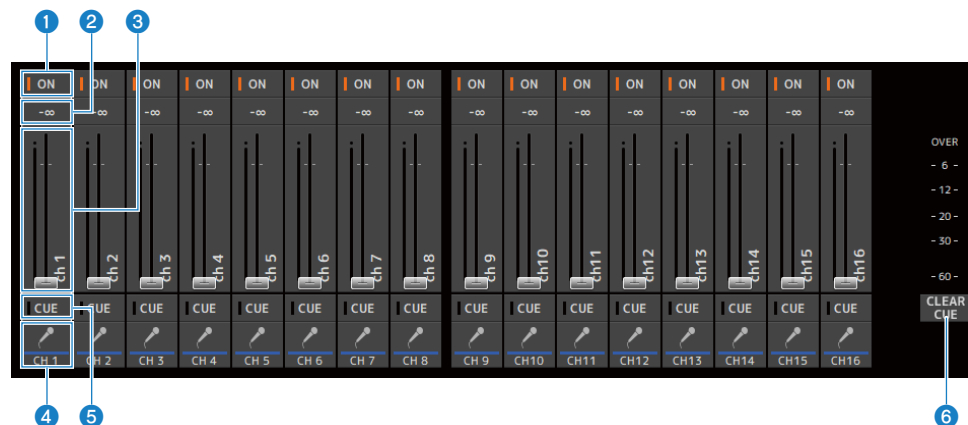 1 2 3
ON ON ON ON ON ON ON ON ON ON ON ON ON ON ON ON
-∞ -∞ -∞ -∞ -∞ -∞ -∞ -∞ -∞ -∞ -∞ -∞ -∞ -∞ -∞ -∞
OVER
- 6 -
- 12 -
- 20 -
- 30 -
- 60 -
ch 1 ch 2 ch 3 ch 4 ch 5 ch 6 ch 7 ch 8 ch 9 ch10 ch11 ch12 ch13 ch14 ch15 ch16
CUE CUE CUE CUE CUE CUE CUE CUE CUE CUE CUE CUE CUE CUE CUE CUE
CLEAR
CUE
CH 1 CH 2 CH 3 CH 4 CH 5 CH 6 CH 7 CH 8 CH 9 CH10 CH11 CH12 CH13 CH14 CH15 CH16
4 5 6